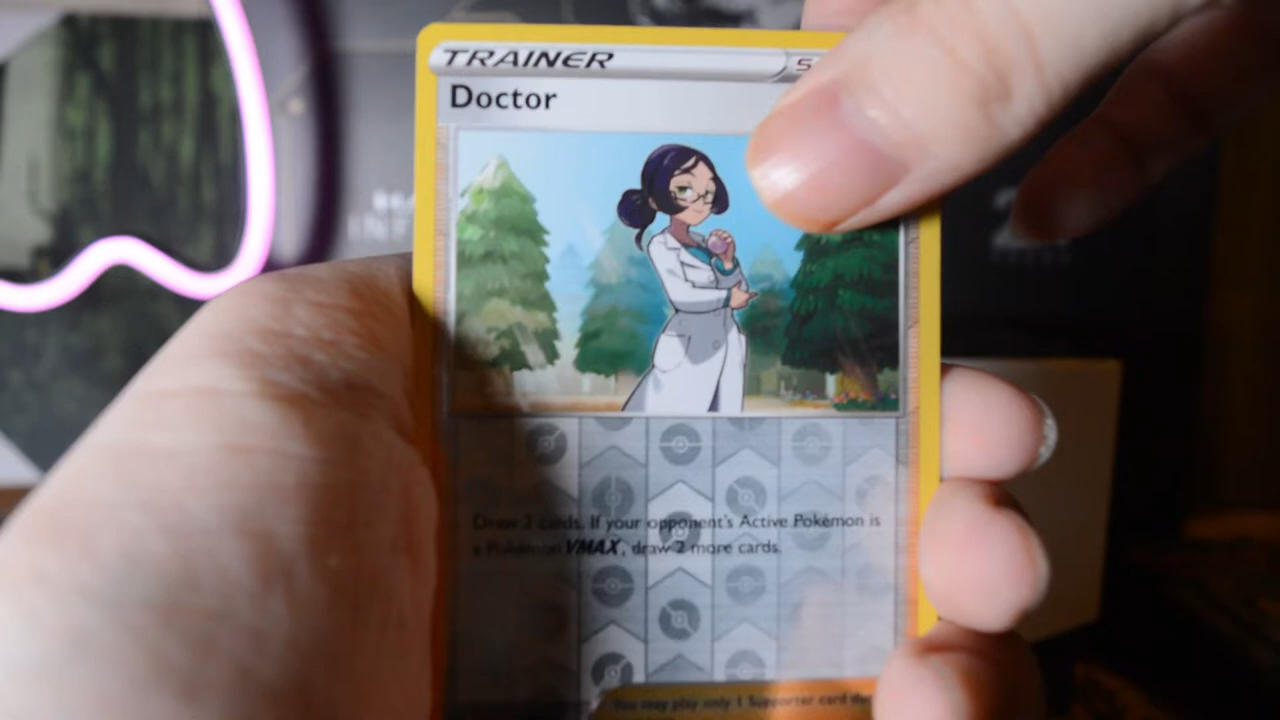 TRAINER
Doctor
Draw 2 cards. If your opponent's Active Pokémon is
a Pokémon VMAX, draw 2 more cards.
You may play only 1 Supporter card